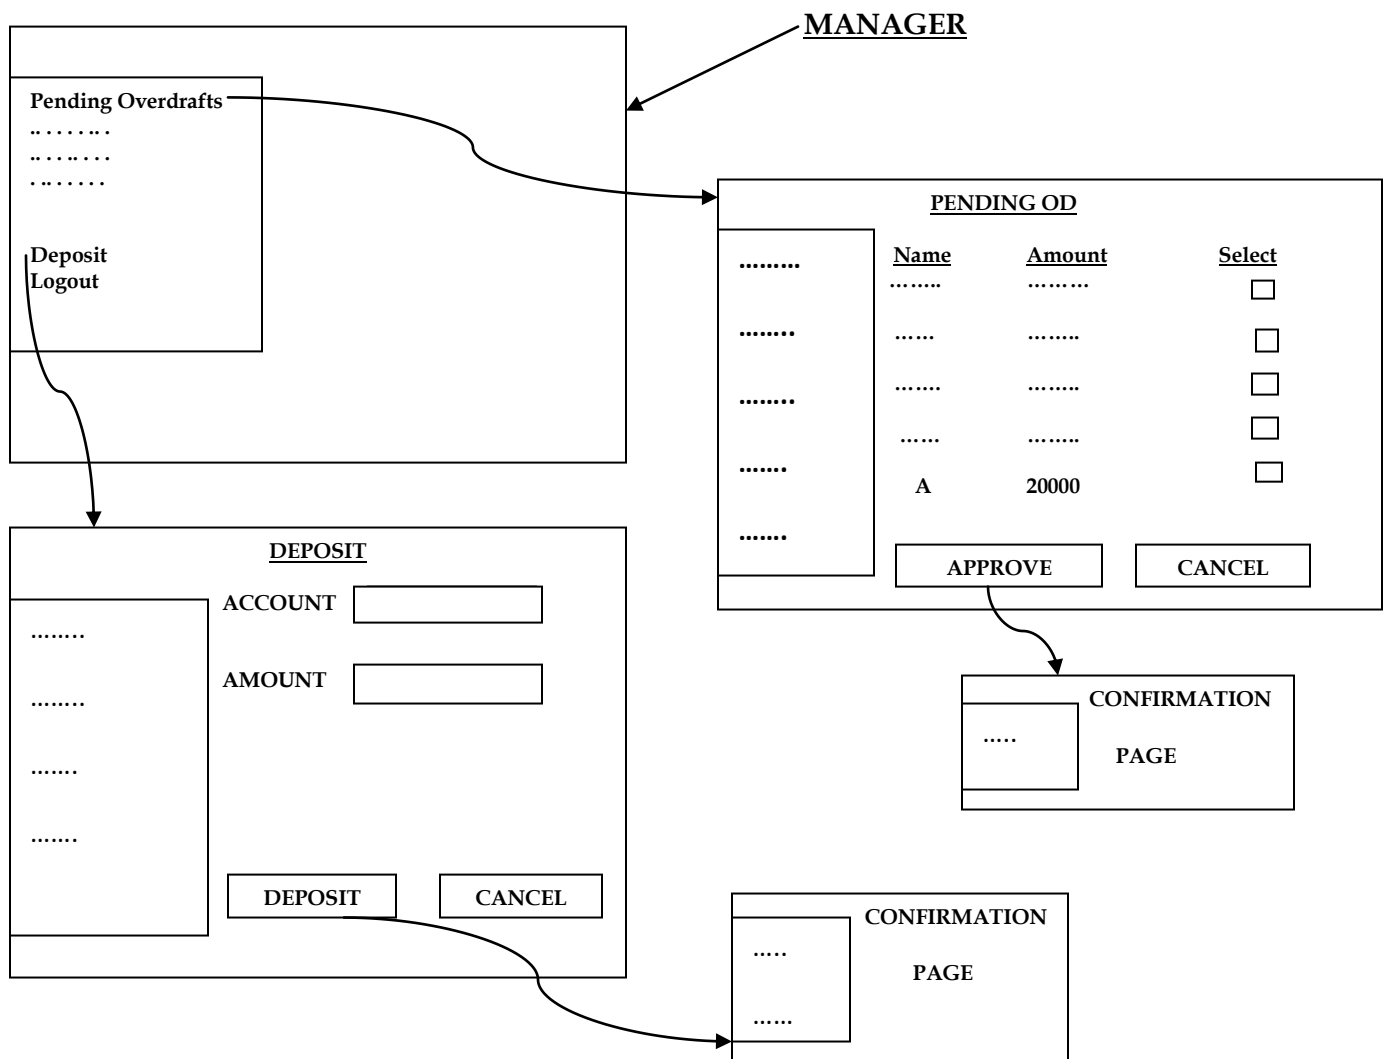 MANAGER
Pending Overdrafts
.. . . . . .. .
.. . . .. . . .
. .. . . . . .
Deposit
Logout
PENDING OD
Name Amount Select
......... …….. ………
…….. …… ……..
…….. ……. ……..
……. …… ……..
A 20000
…….
APPROVE CANCEL
CONFIRMATION
…..
PAGE
DEPOSIT
ACCOUNT
……..
AMOUNT
……..
…….
…….
DEPOSIT CANCEL
CONFIRMATION
…..
PAGE
……